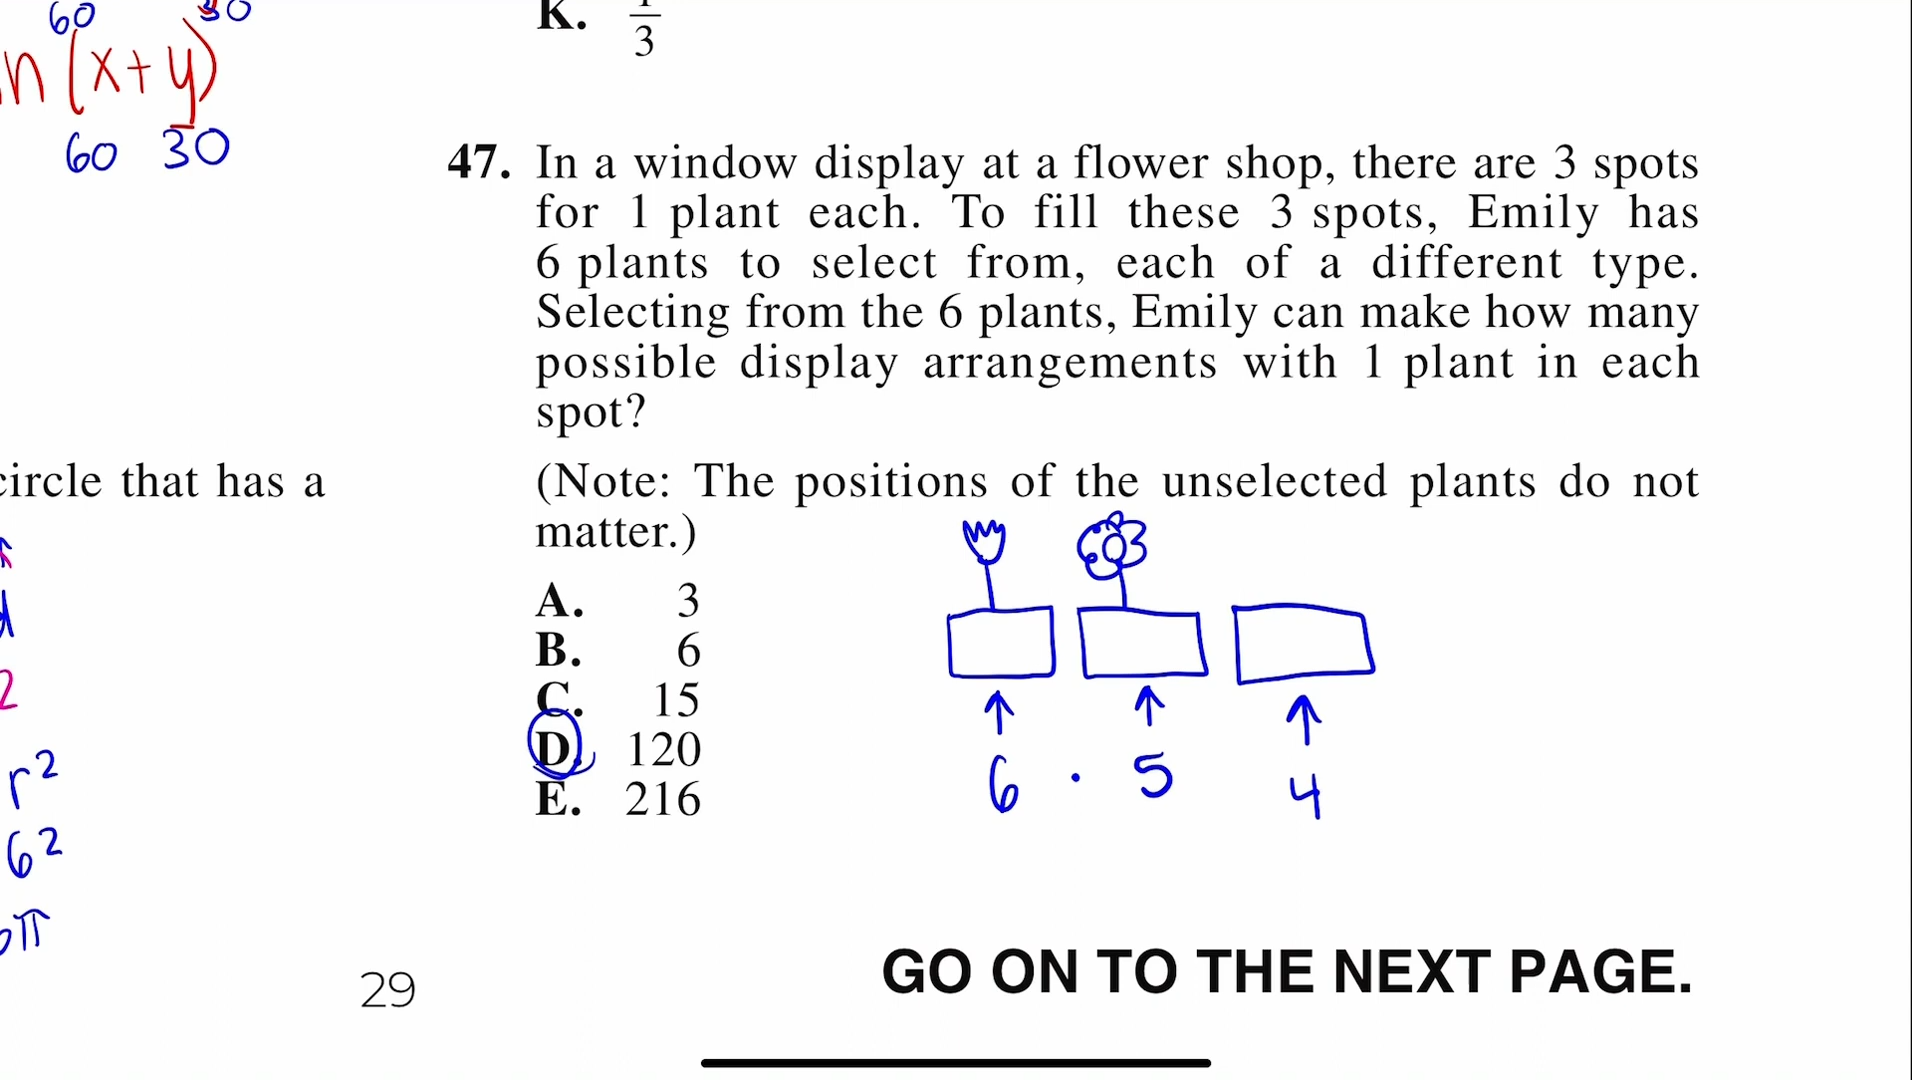 60
30
n (x+y)
60 30
circle that has a
2
r²
6²
π
K. 3
47. In a window display at a flower shop, there are 3 spots
for 1 plant each. To fill these 3 spots, Emily has
6 plants to select from, each of a different type.
Selecting from the 6 plants, Emily can make how many
possible display arrangements with 1 plant in each
spot?
(Note: The positions of the unselected plants do not
matter.)
A. 3
B. 6
C. 15
D. 120
E. 216
6 · 5 4
29
GO ON TO THE NEXT PAGE.